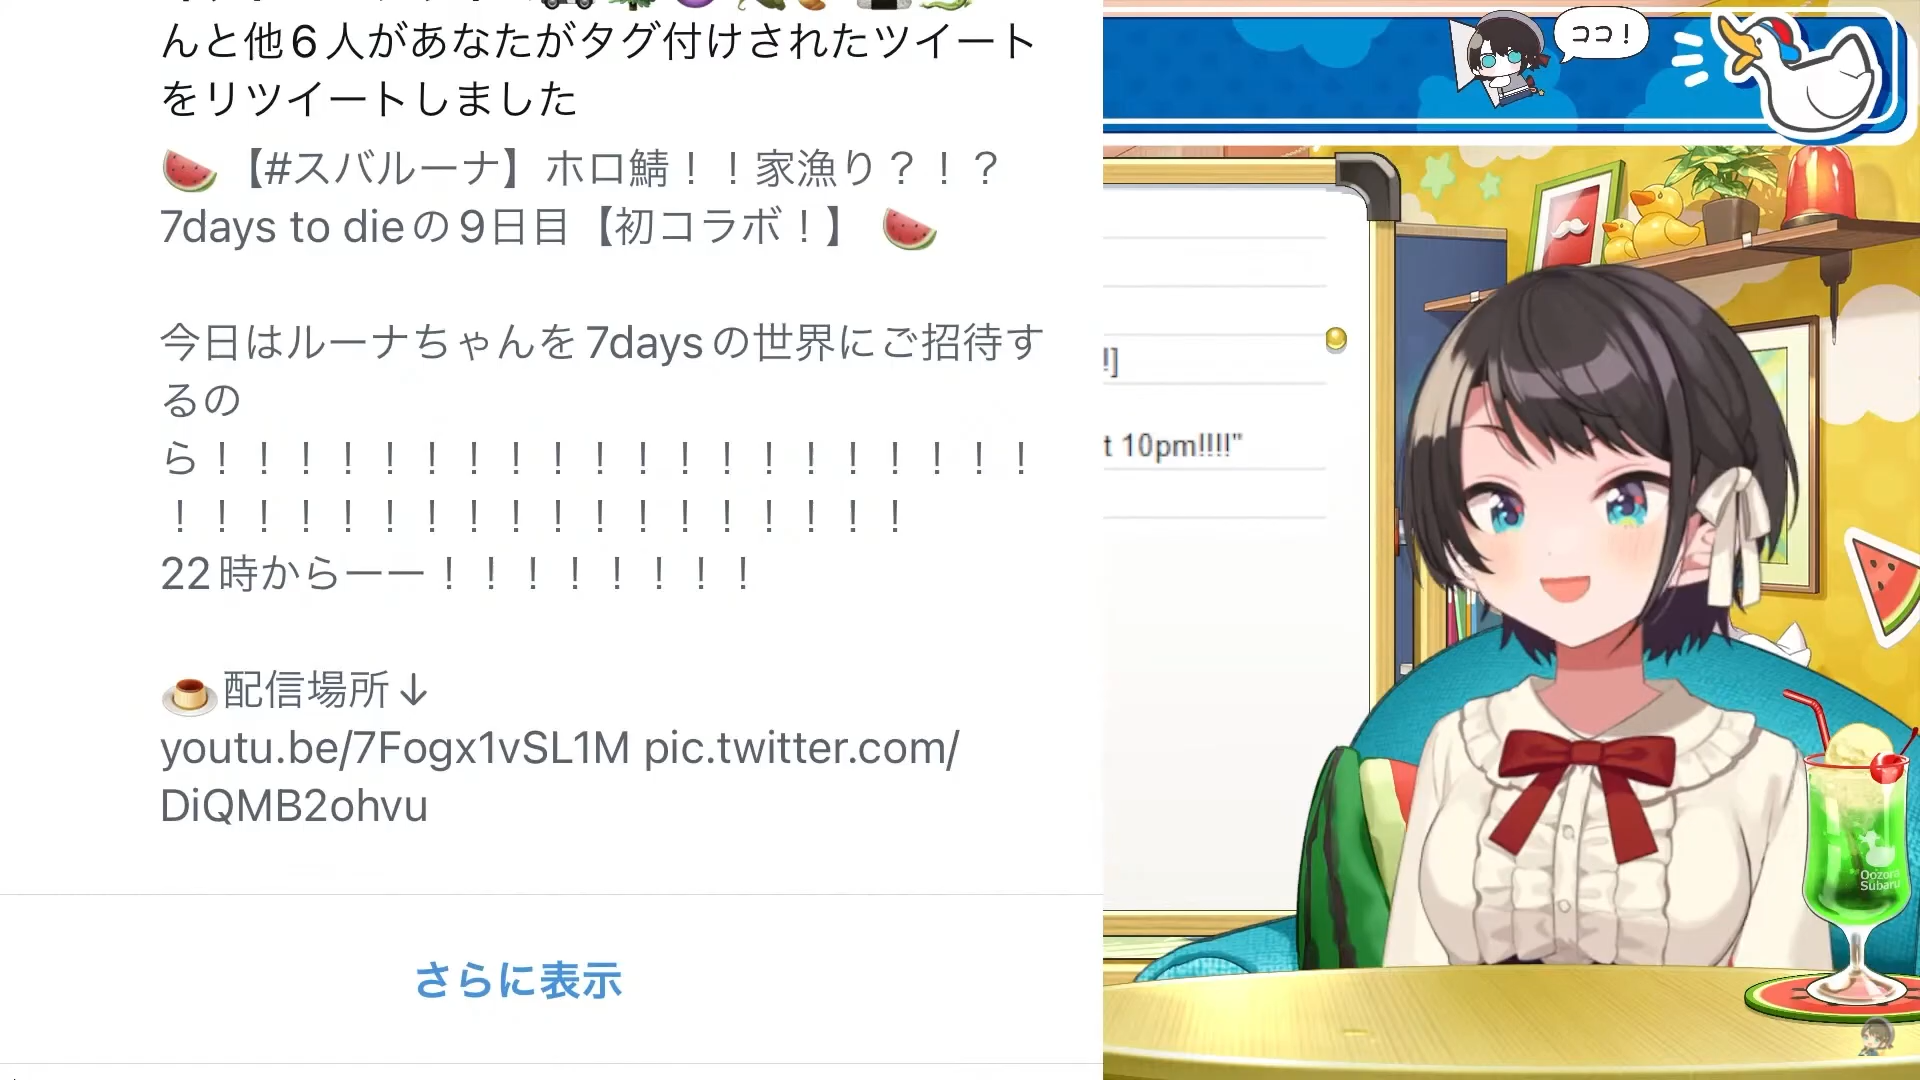 んと他6人があなたがタグ付けされたツイート
をリツイートしました
🍉【#スバルーナ】ホロ鯖！！家漁り？！？
7days to dieの9日目【初コラボ！】🍉
今日はルーナちゃんを7daysの世界にご招待す
るの
ら！！！！！！！！！！！！！！！！！！！！
！！！！！！！！！！！！！！！！！！
22時からーー！！！！！！！！
🍮配信場所↓
youtu.be/7Fogx1vSL1M pic.twitter.com/
DiQMB2ohvu
さらに表示
ココ！
!]
t 10pm!!!!"
Oozora
Subaru